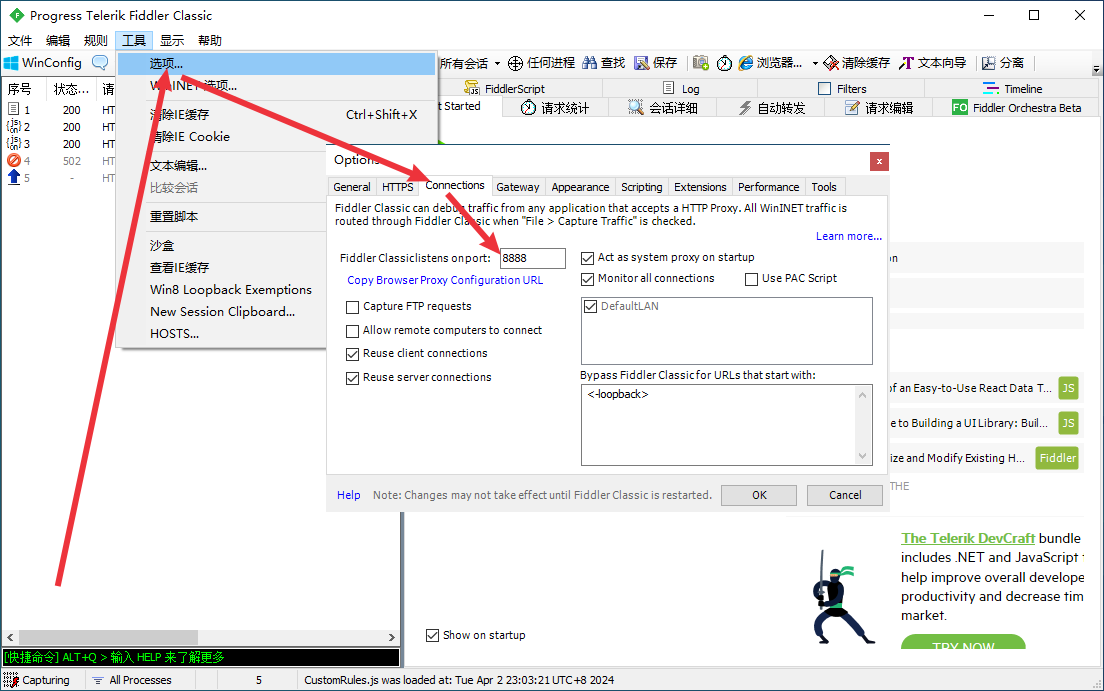 Progress Telerik Fiddler Classic
文件 编辑 规则 工具 显示 帮助
WinConfig
所有会话 任何进程 查找 保存 浏览器... 清除缓存 文本向导 分离
序号 状态... 请
1 200 HT
2 200 HT
3 200 HT
4 502 HT
5 - HT
选项...
选项...
清除IE缓存 Ctrl+Shift+X
清除IE Cookie
文本编辑...
比较会话
重置脚本
沙盒
查看IE缓存
Win8 Loopback Exemptions
New Session Clipboard...
HOSTS...
FiddlerScript Log Filters Timeline
t Started 请求统计 会话详细 自动转发 请求编辑 FO Fiddler Orchestra Beta
Options
x
General HTTPS Connections Gateway Appearance Scripting Extensions Performance Tools
Fiddler Classic can debug traffic from any application that accepts a HTTP Proxy. All WinINET traffic is
routed through Fiddler Classic when "File > Capture Traffic" is checked.
Learn more...
Fiddler Classic listens on port: 8888
Copy Browser Proxy Configuration URL
Capture FTP requests
Allow remote computers to connect
Reuse client connections
Reuse server connections
Act as system proxy on startup
Monitor all connections Use PAC Script
DefaultLAN
Bypass Fiddler Classic for URLs that start with:
<-loopback>
Help Note: Changes may not take effect until Fiddler Classic is restarted. OK Cancel
on
of an Easy-to-Use React Data T... JS
e to Building a UI Library: Buil... JS
ize and Modify Existing H... Fiddler
THE
The Telerik DevCraft bundle
includes .NET and JavaScript
help improve overall develope
productivity and decrease tim
market.
TRY NOW
Show on startup
[快捷命令] ALT+Q > 输入 HELP 来了解更多
Capturing All Processes 5 CustomRules.js was loaded at: Tue Apr 2 23:03:21 UTC+8 2024